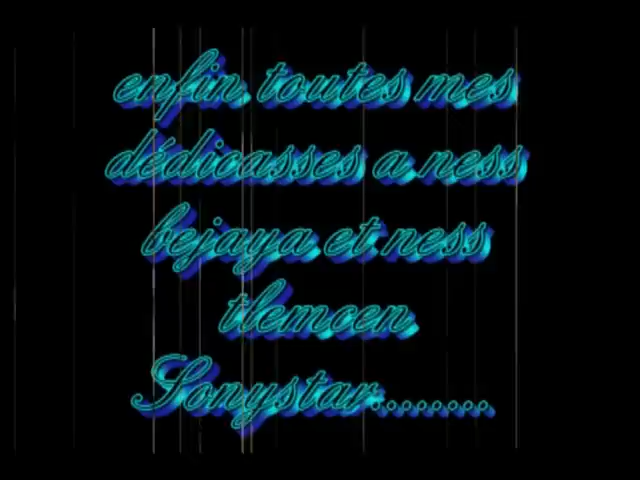 enfin toutes mes
dédicasses a ness
bejaya et ness
tlemcen
Sonystar.........